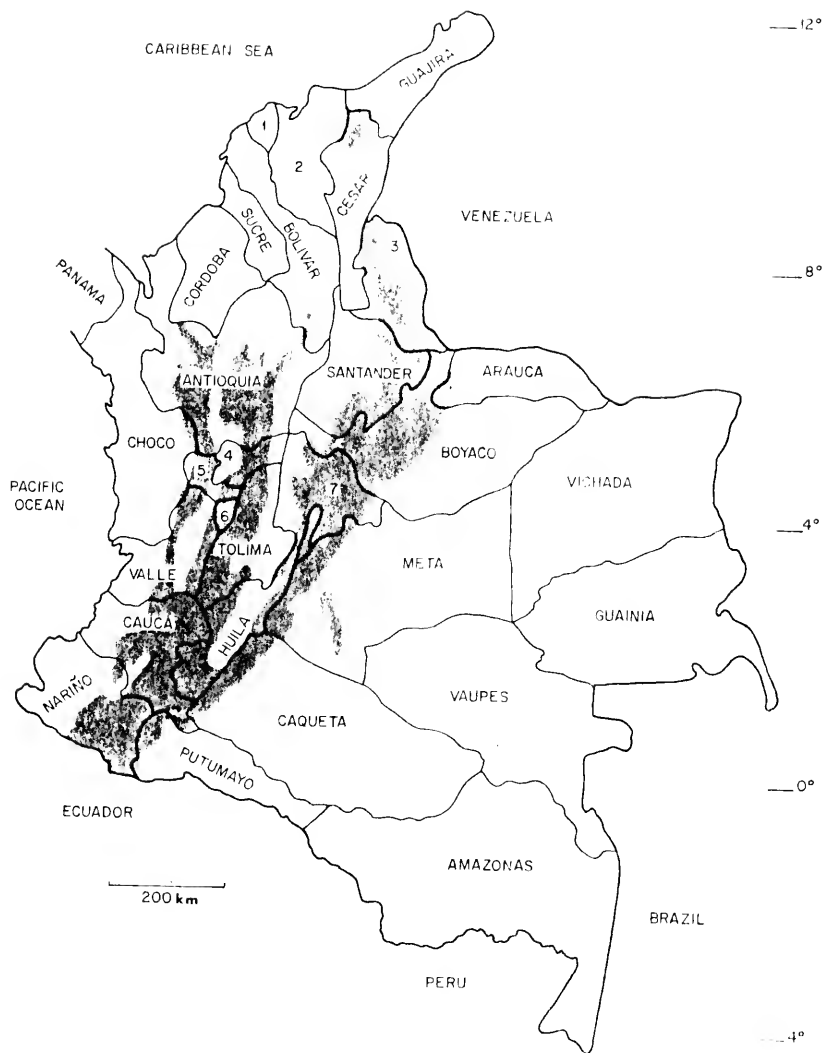 12°
CARIBBEAN SEA
GUAJIRA
1
2
CESAR
VENEZUELA
3
SUCRE
BOLIVAR
CORDOBA
8°
PANAMA
ANTIOQUIA
SANTANDER
ARAUCA
CHOCO
4
5
BOYACO
7
VICHADA
PACIFIC
OCEAN
6
4°
TOLIMA
META
VALLE
GUAINIA
CAUCA
HUILA
NARIÑO
VAUPES
CAQUETA
PUTUMAYO
0°
ECUADOR
AMAZONAS
200 km
BRAZIL
PERU
4°